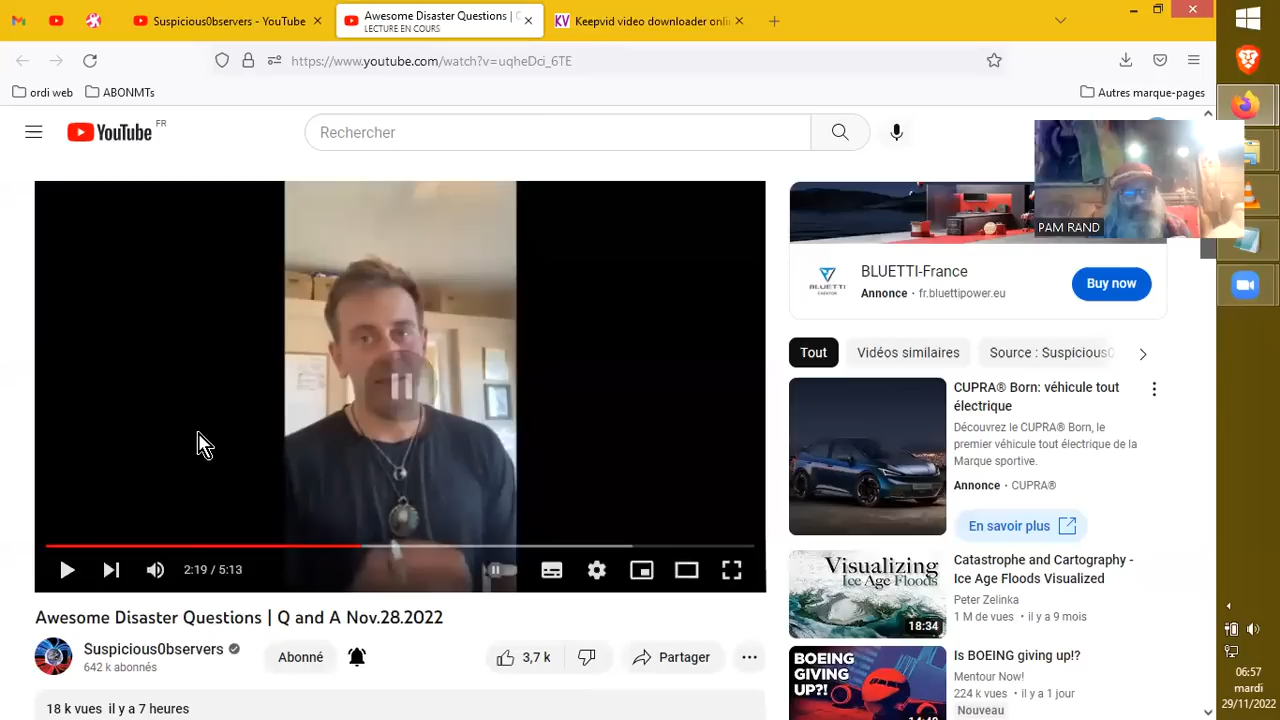 Suspicious0bservers - YouTube
Awesome Disaster Questions | Q
LECTURE EN COURS
Keepvid video downloader onli
https://www.youtube.com/watch?v=uqheDci_6TE
ordi web
ABONMTs
Autres marque-pages
YouTube FR
Rechercher
PAM RAND
BLUETTI
BLUETTI-France
Annonce · fr.bluettipower.eu
Buy now
Tout
Vidéos similaires
Source : Suspicious0
CUPRA® Born: véhicule tout
électrique
Découvrez le CUPRA® Born, le
premier véhicule tout électrique de la
Marque sportive.
Annonce · CUPRA®
En savoir plus
2:19 / 5:13
Visualizing
Ice Age Floods
18:34
Catastrophe and Cartography -
Ice Age Floods Visualized
Peter Zelinka
1 M de vues · il y a 9 mois
Awesome Disaster Questions | Q and A Nov.28.2022
Suspicious0bservers
642 k abonnés
Abonné
3,7 k
Partager
BOEING
GIVING
UP?!
Is BOEING giving up!?
Mentour Now!
224 k vues · il y a 1 jour
Nouveau
18 k vues il y a 7 heures
06:57
mardi
29/11/2022